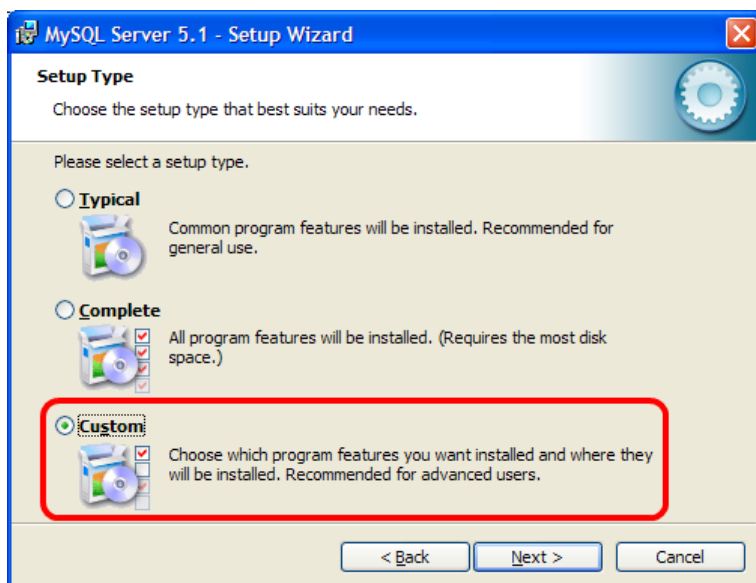 MySQL Server 5.1 - Setup Wizard
Setup Type
Choose the setup type that best suits your needs.
Please select a setup type.
Typical
Common program features will be installed. Recommended for
general use.
Complete
All program features will be installed. (Requires the most disk
space.)
Custom
Choose which program features you want installed and where they
will be installed. Recommended for advanced users.
< Back
Next >
Cancel